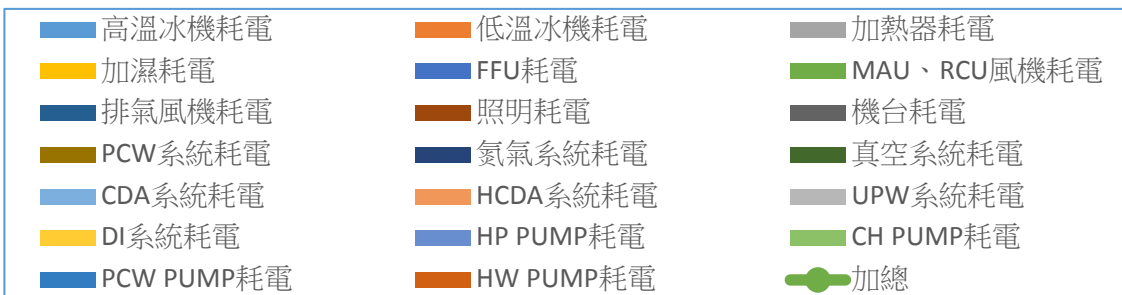 高溫冰機耗電 低溫冰機耗電 加熱器耗電
加濕耗電 FFU耗電 MAU、RCU風機耗電
排氣風機耗電 照明耗電 機台耗電
PCW系統耗電 氮氣系統耗電 真空系統耗電
CDA系統耗電 HCDA系統耗電 UPW系統耗電
DI系統耗電 HP PUMP耗電 CH PUMP耗電
PCW PUMP耗電 HW PUMP耗電 加總